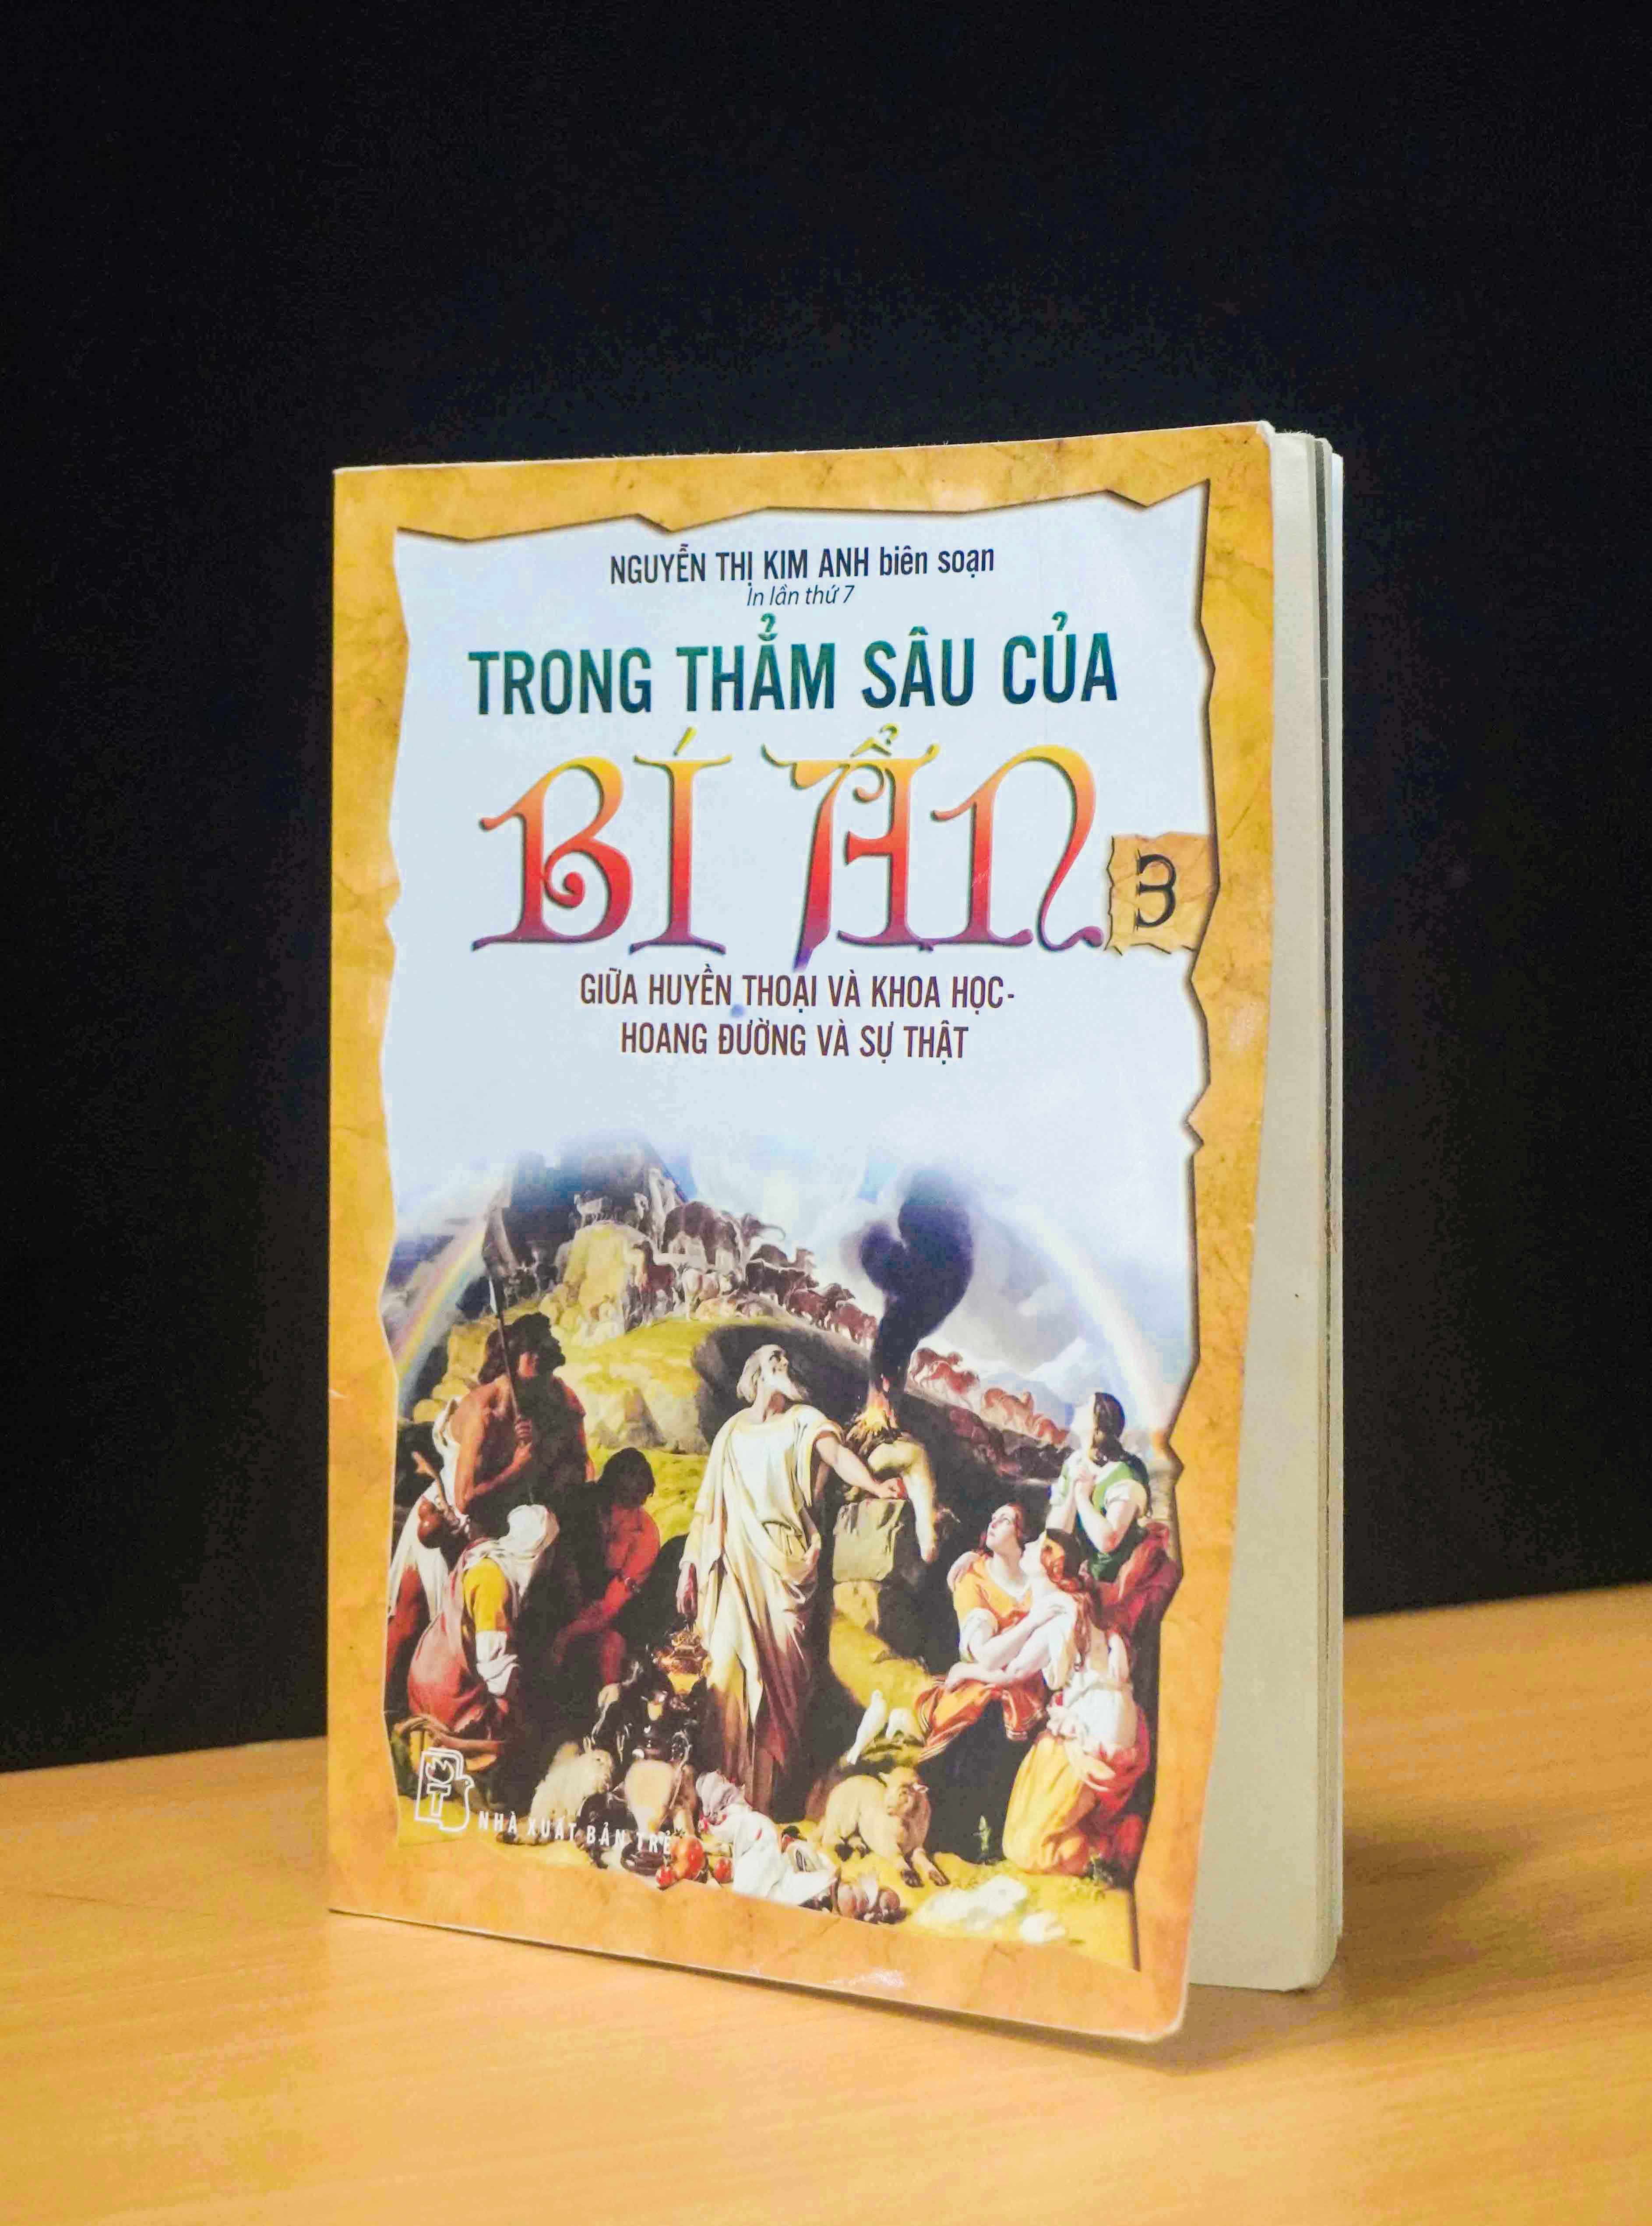 NGUYỄN THỊ KIM ANH biên soạn
In lần thứ 7
TRONG THẲM SÂU CỦA
BÍ ẨN
3
GIỮA HUYỀN THOẠI VÀ KHOA HỌC-
HOANG ĐƯỜNG VÀ SỰ THẬT
NHÀ XUẤT BẢN TRẺ